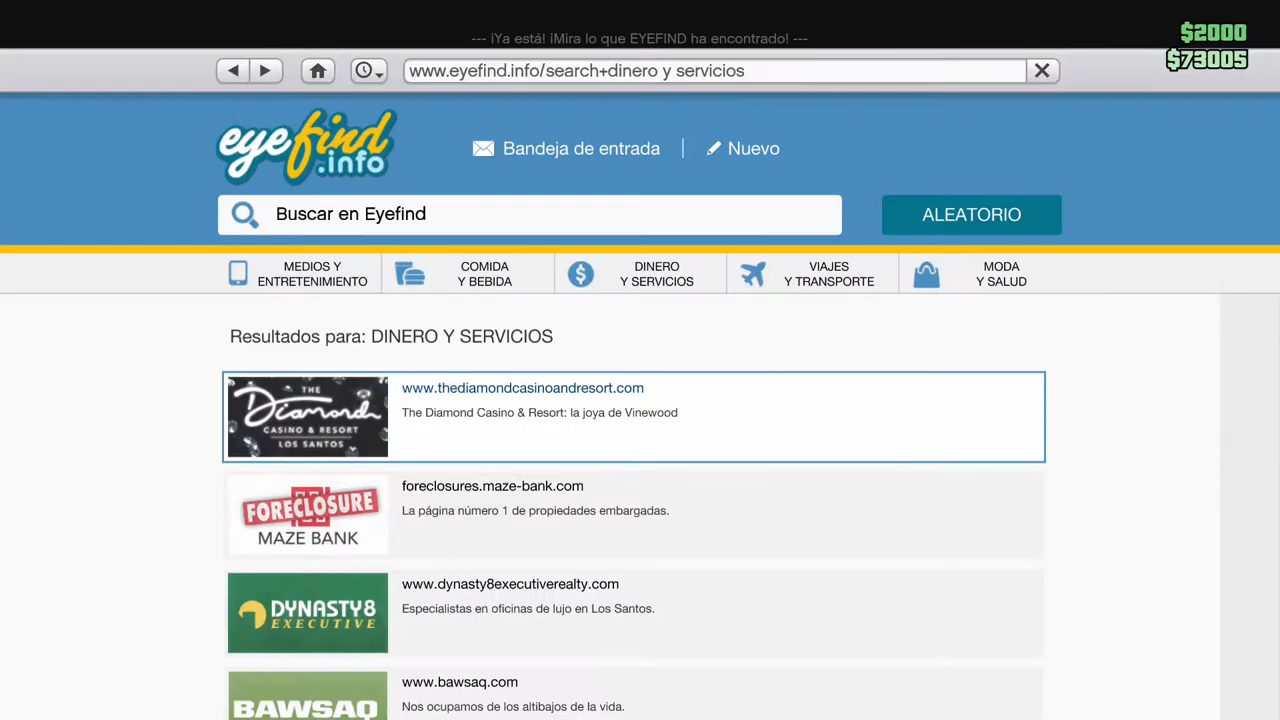 --- ¡Ya está! ¡Mira lo que EYEFIND ha encontrado! ---
$2000
$73005
www.eyefind.info/search+dinero y servicios
eyefind
.info
Bandeja de entrada
Nuevo
Buscar en Eyefind
ALEATORIO
MEDIOS Y
ENTRETENIMIENTO
COMIDA
Y BEBIDA
DINERO
Y SERVICIOS
VIAJES
Y TRANSPORTE
MODA
Y SALUD
Resultados para: DINERO Y SERVICIOS
THE
Diamond
CASINO & RESORT
LOS SANTOS
www.thediamondcasinoandresort.com
The Diamond Casino & Resort: la joya de Vinewood
FORECLOSURE
MAZE BANK
foreclosures.maze-bank.com
La página número 1 de propiedades embargadas.
DYNASTY8
EXECUTIVE
www.dynasty8executiverealty.com
Especialistas en oficinas de lujo en Los Santos.
BAWSAQ
www.bawsaq.com
Nos ocupamos de los altibajos de la vida.